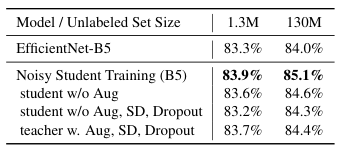 Model / Unlabeled Set Size 1.3M 130M
EfficientNet-B5 83.3% 84.0%
Noisy Student Training (B5) 83.9% 85.1%
student w/o Aug 83.6% 84.6%
student w/o Aug, SD, Dropout 83.2% 84.3%
teacher w. Aug, SD, Dropout 83.7% 84.4%